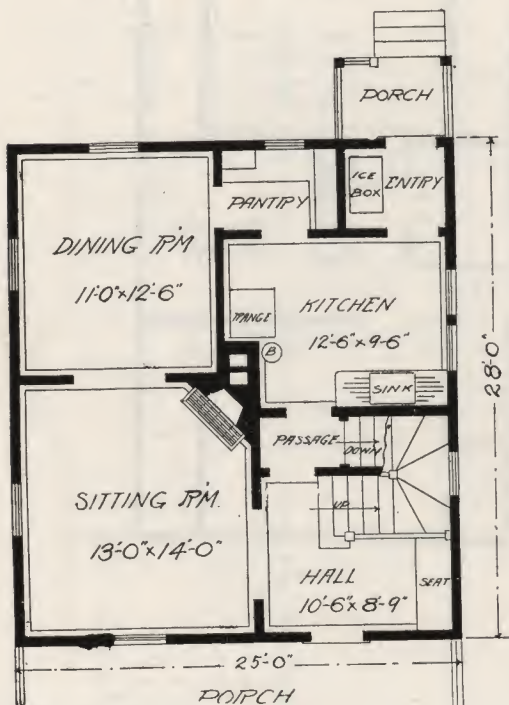 PORCH
ICE
BOX
ENTRY
PANTRY
DINING RM
11'-0"x12'-6"
KITCHEN
12'-6"x9'-6"
RANGE
B
SINK
28'-0"
PASSAGE
DOWN
UP
SITTING RM.
13'-0"x14'-0"
HALL
10'-6"x8'-9"
SEAT
25'-0"
PORCH